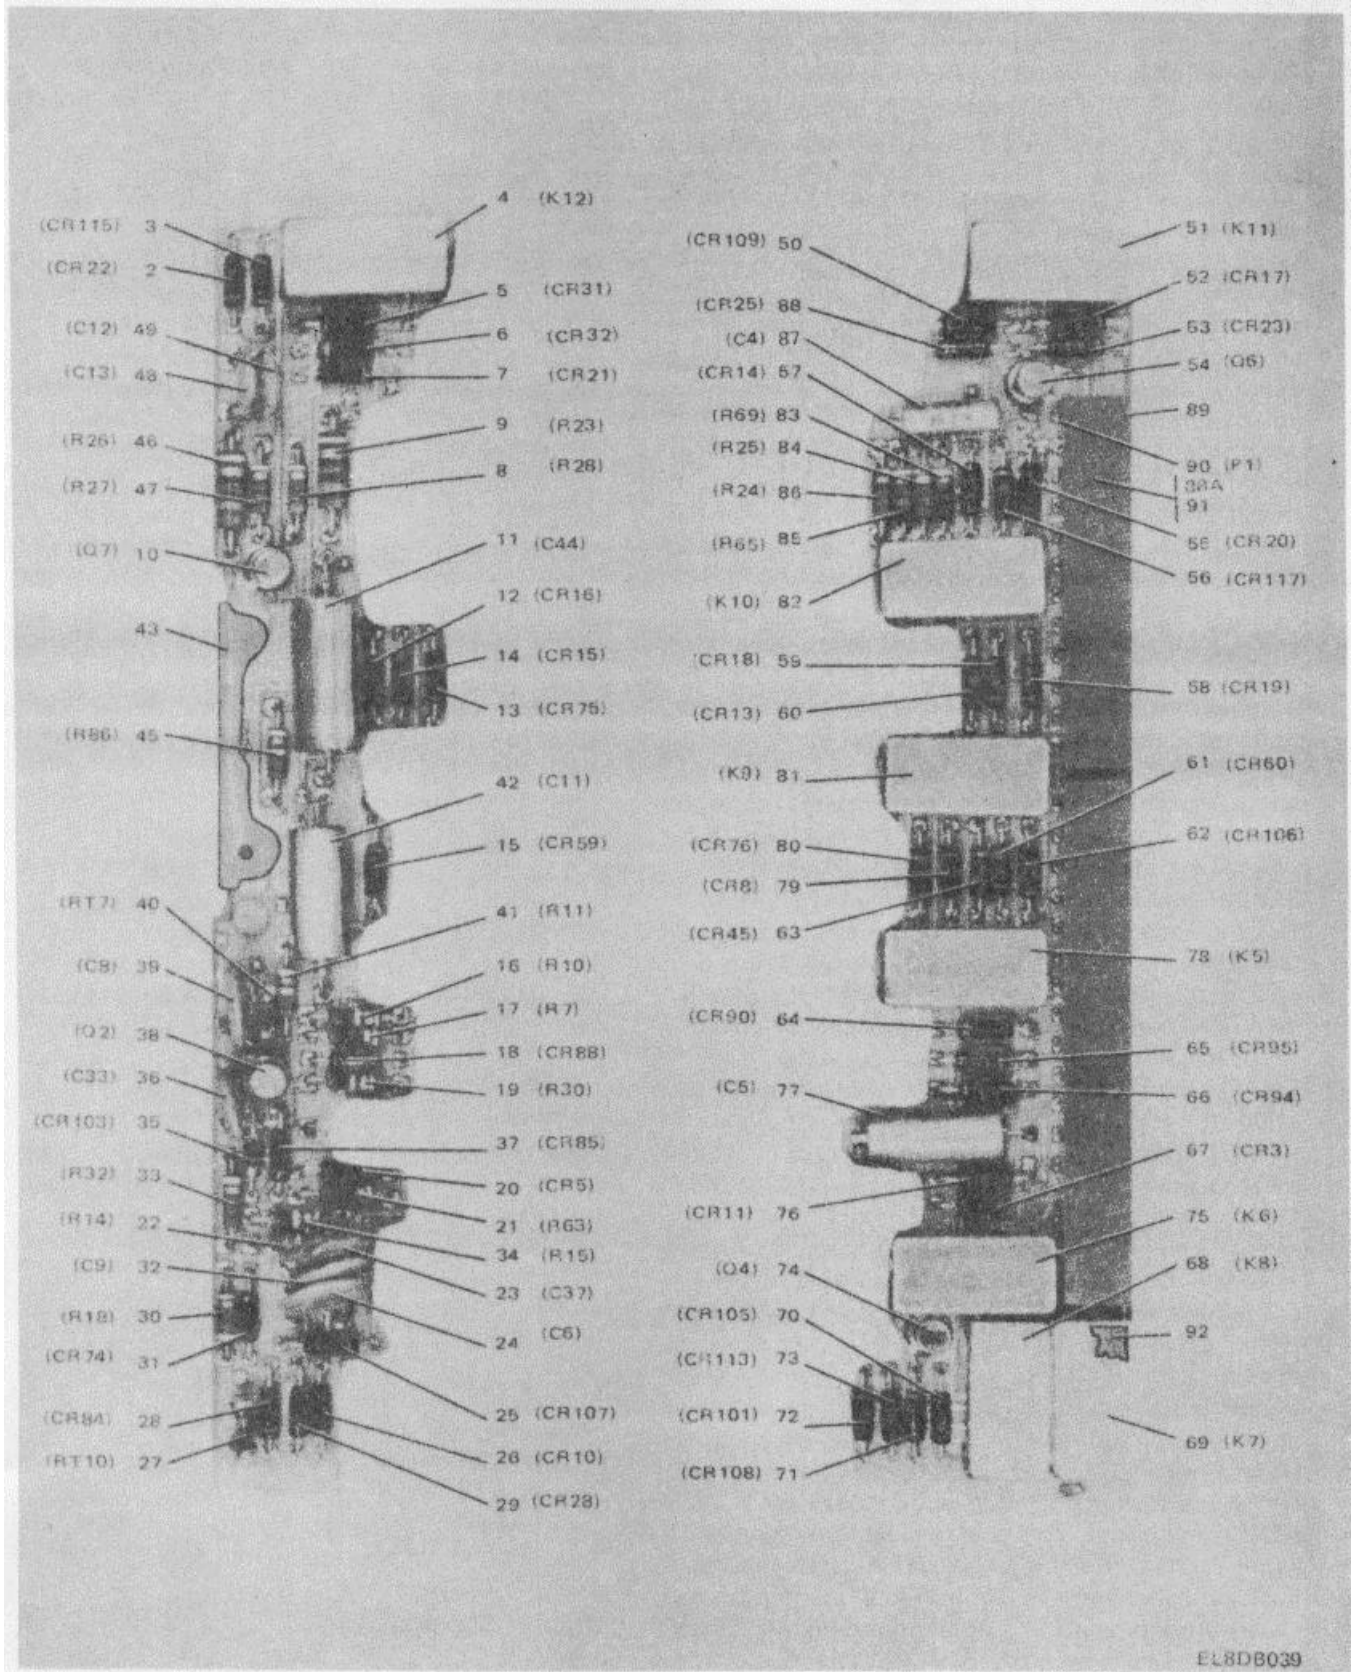 (CR115) 3
(CR22) 2
(C12) 49
(C13) 48
(R26) 46
(R27) 47
(Q7) 10
43
(R86) 45
(RT7) 40
(C8) 39
(Q2) 38
(C33) 36
(CR103) 35
(R32) 33
(R14) 22
(C9) 32
(R18) 30
(CR74) 31
(CR84) 28
(RT10) 27
4 (K12)
5 (CR31)
6 (CR32)
7 (CR21)
9 (R23)
8 (R28)
11 (C44)
12 (CR16)
14 (CR15)
13 (CR75)
42 (C11)
15 (CR59)
41 (R11)
16 (R10)
17 (R7)
18 (CR88)
19 (R30)
37 (CR85)
20 (CR5)
21 (R63)
34 (R15)
23 (C37)
24 (C6)
25 (CR107)
26 (CR10)
29 (CR28)
(CR109) 50
(CR25) 88
(C4) 87
(CR14) 57
(R69) 83
(R25) 84
(R24) 86
(R65) 85
(K10) 82
(CR18) 59
(CR13) 60
(K9) 81
(CR76) 80
(CR8) 79
(CR45) 63
(CR90) 64
(C5) 77
(CR11) 76
(Q4) 74
(CR105) 70
(CR113) 73
(CR101) 72
(CR108) 71
51 (K11)
52 (CR17)
53 (CR23)
54 (Q6)
89
90 (P1)
88A
91
55 (CR20)
56 (CR117)
58 (CR19)
61 (CR60)
62 (CR106)
78 (K5)
65 (CR95)
66 (CR94)
67 (CR3)
75 (K6)
68 (K8)
92
69 (K7)
EL8DB039